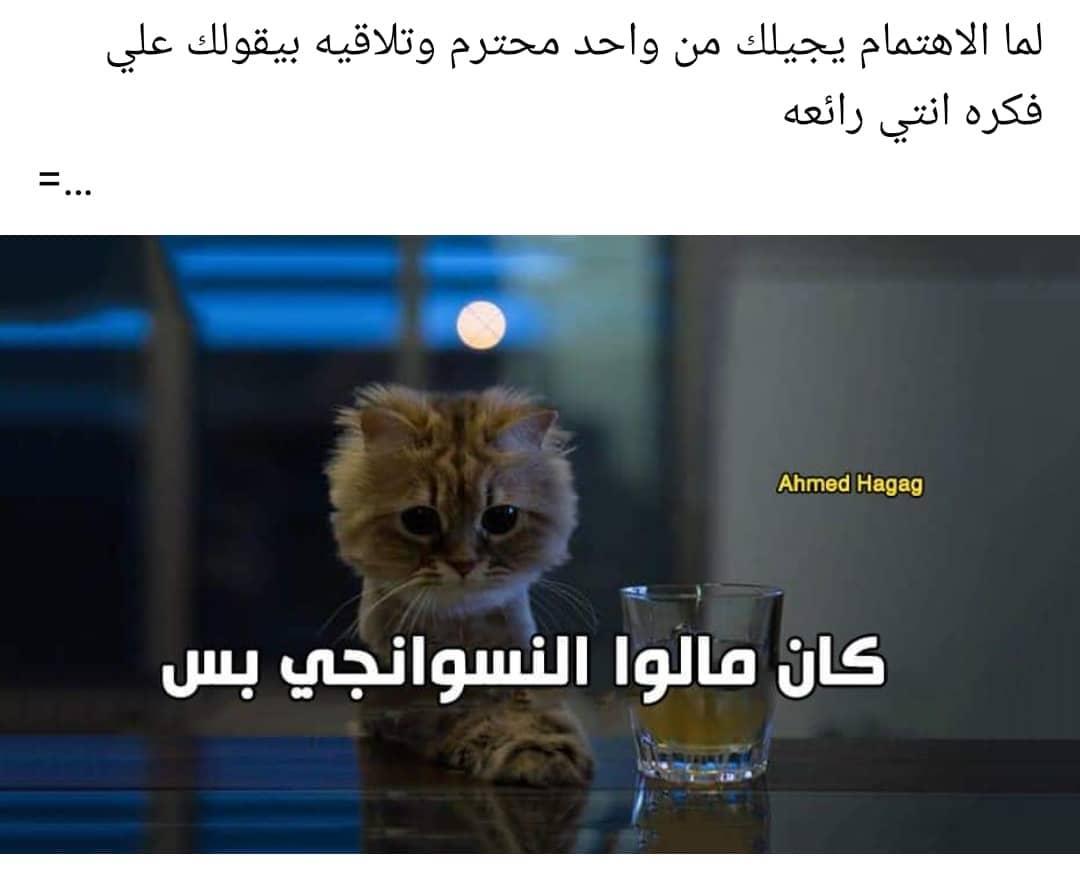 لما الاهتمام يجيلك من واحد محترم وتلاقيه بيقولك علي
فكره انتي رائعه
=...
Ahmed Hagag
كان مالوا النسوانجي بس